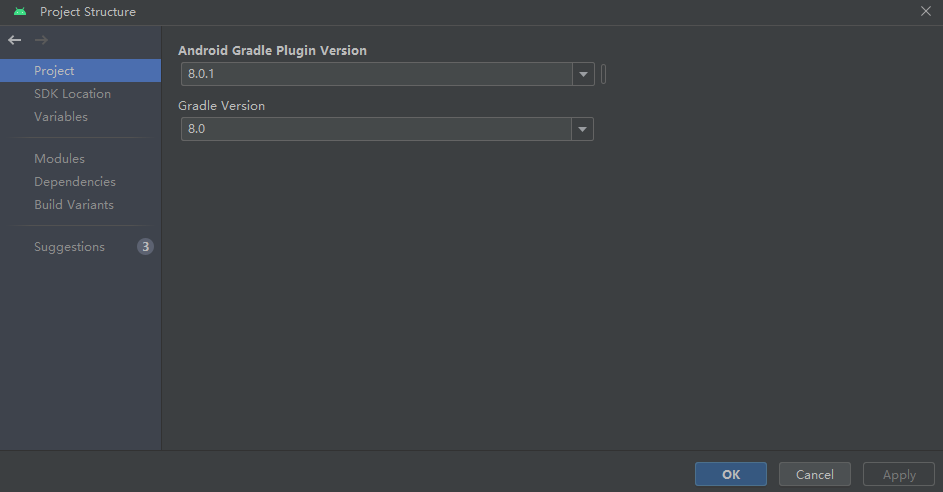 Project Structure
Project
SDK Location
Variables
Modules
Dependencies
Build Variants
Suggestions 3
Android Gradle Plugin Version
8.0.1
Gradle Version
8.0
OK
Cancel
Apply